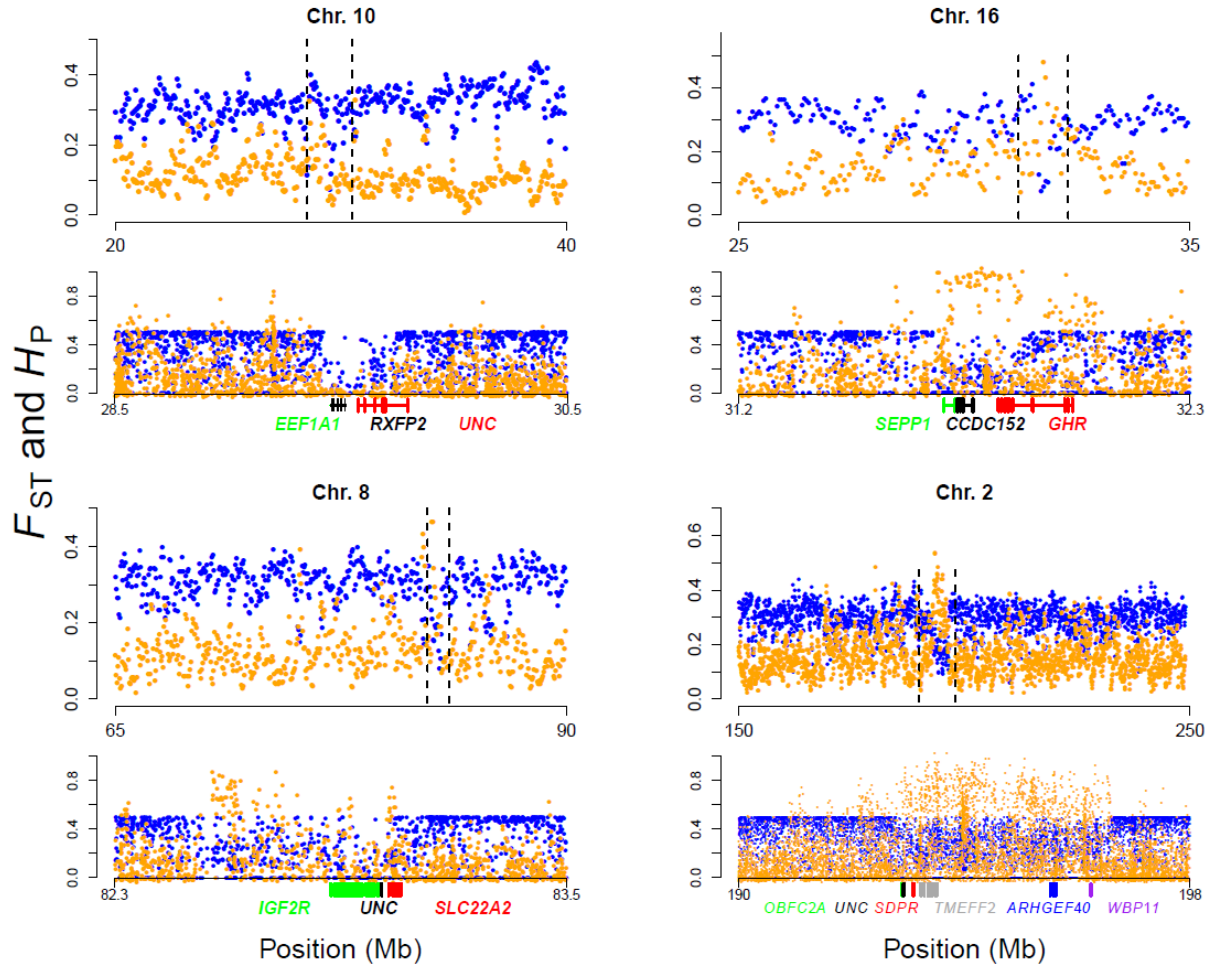 Chr. 10
Chr. 16
0.0 0.2 0.4
20 40
0.0 0.2 0.4
25 35
0.0 0.4 0.8
28.5 30.5
EEF1A1 RXFP2 UNC
0.0 0.4 0.8
31.2 32.3
SEPP1 CCDC152 GHR
FST and HP
Chr. 8
Chr. 2
0.0 0.2 0.4
65 90
0.0 0.2 0.4 0.6
150 250
0.0 0.4 0.8
82.3 83.5
IGF2R UNC SLC22A2
0.0 0.4 0.8
190 198
OBFC2A UNC SDPR TMEFF2 ARHGEF40 WBP11
Position (Mb)
Position (Mb)